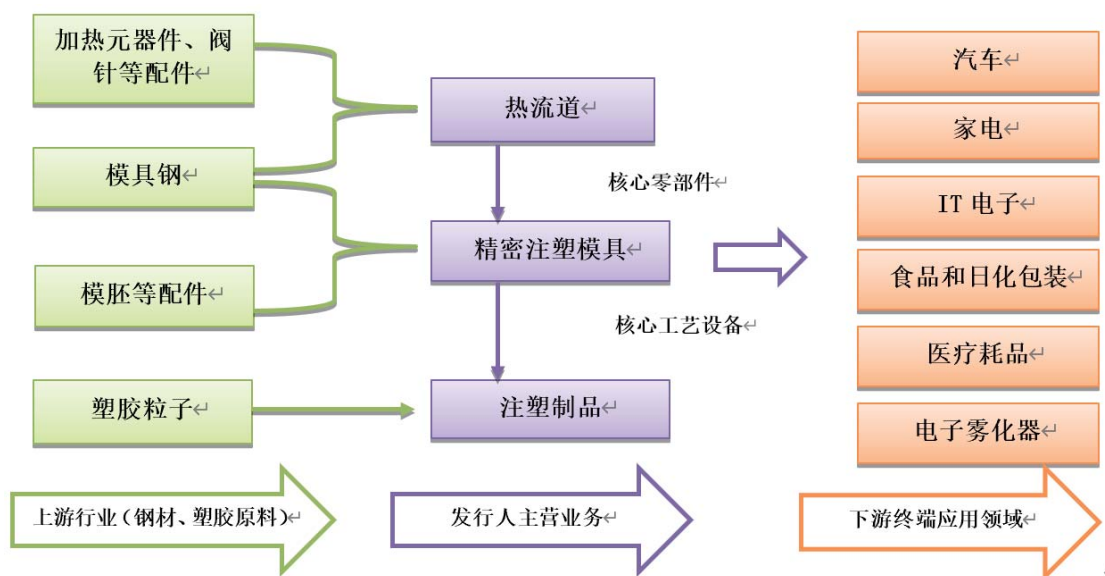 加热元器件、阀
针等配件↵
模具钢↵
模胚等配件↵
塑胶粒子↵
上游行业（钢材、塑胶原料）↵
热流道↵
核心零部件↵
精密注塑模具↵
核心工艺设备↵
注塑制品↵
发行人主营业务↵
汽车↵
家电↵
IT 电子↵
食品和日化包装↵
医疗耗品↵
电子雾化器↵
下游终端应用领域↵